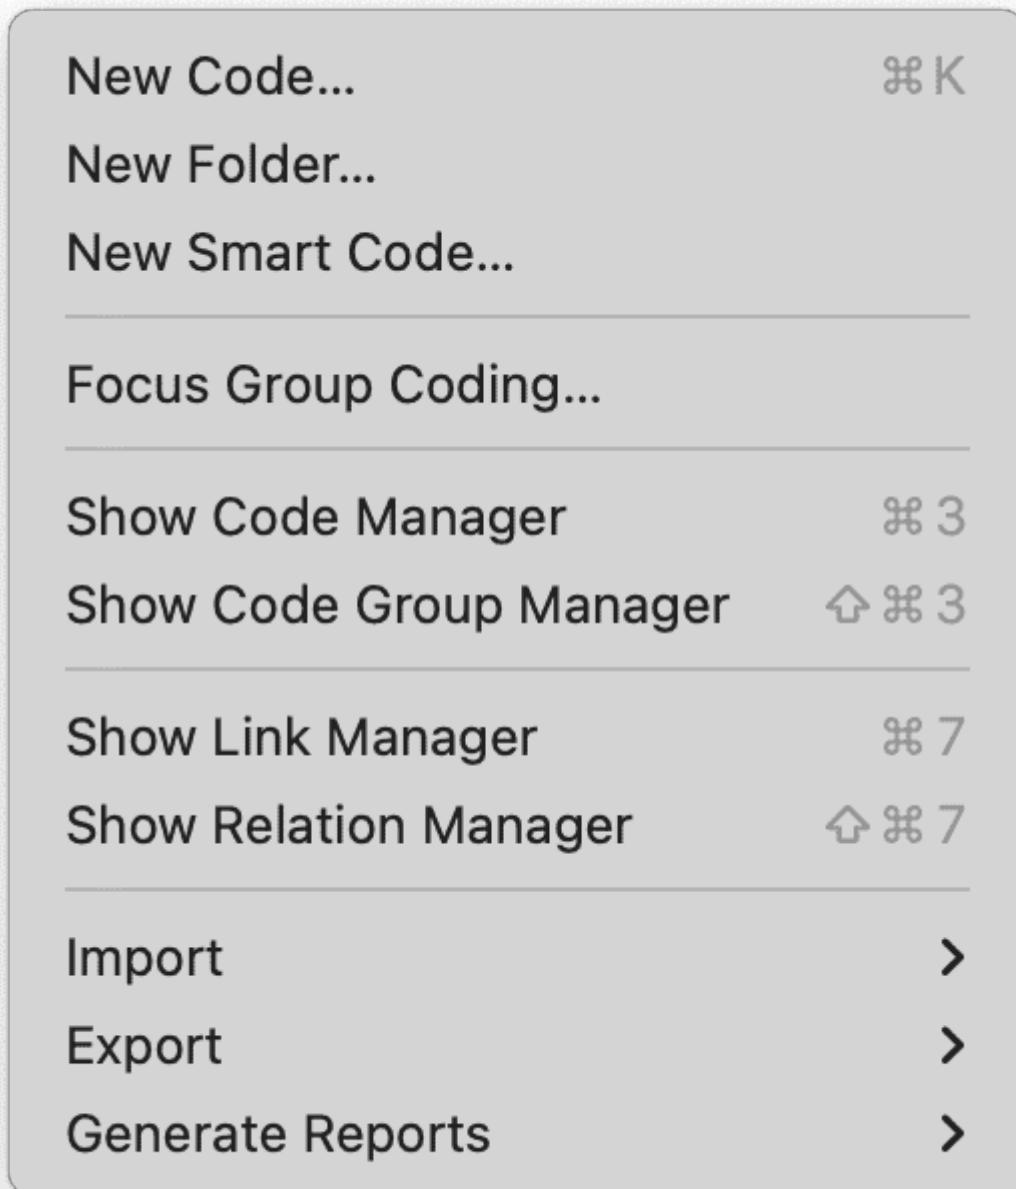 New Code... ⌘ K
New Folder...
New Smart Code...
Focus Group Coding...
Show Code Manager ⌘ 3
Show Code Group Manager ⇧ ⌘ 3
Show Link Manager ⌘ 7
Show Relation Manager ⇧ ⌘ 7
Import
Export
Generate Reports